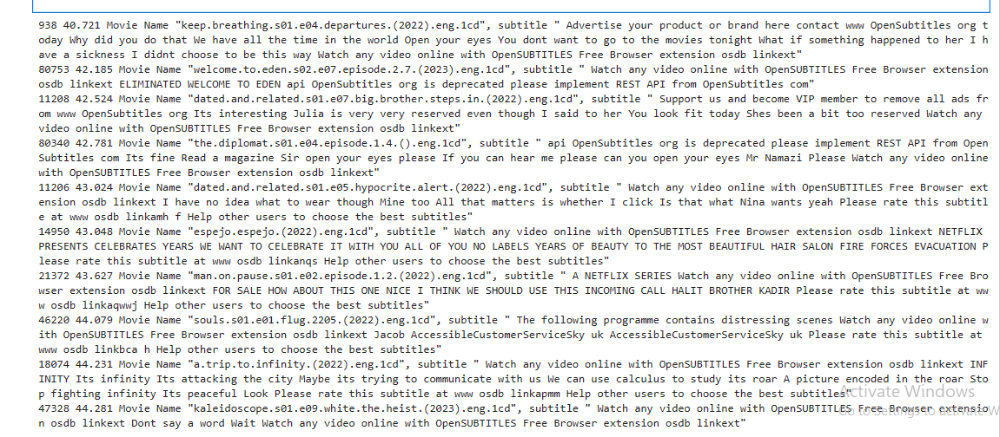 938 40.721 Movie Name "keep.breathing.s01.e04.departures.(2022).eng.1cd", subtitle " Advertise your product or brand here contact www OpenSubtitles org t
oday Why did you do that We have all the time in the world Open your eyes You dont want to go to the movies tonight What if something happened to her I h
ave a sickness I didnt choose to be this way Watch any video online with OpenSUBTITLES Free Browser extension osdb linkext"
80753 42.185 Movie Name "welcome.to.eden.s02.e07.episode.2.7.(2023).eng.1cd", subtitle " Watch any video online with OpenSUBTITLES Free Browser extension
osdb linkext ELIMINATED WELCOME TO EDEN api OpenSubtitles org is deprecated please implement REST API from OpenSubtitles com"
11208 42.524 Movie Name "dated.and.related.s01.e07.big.brother.steps.in.(2022).eng.1cd", subtitle " Support us and become VIP member to remove all ads fr
om www OpenSubtitles org Its interesting Julia is very very reserved even though I said to her You look fit today Shes been a bit too reserved Watch any
video online with OpenSUBTITLES Free Browser extension osdb linkext"
80340 42.781 Movie Name "the.diplomat.s01.e04.episode.1.4.().eng.1cd", subtitle " api OpenSubtitles org is deprecated please implement REST API from Open
Subtitles com Its fine Read a magazine Sir open your eyes please If you can hear me please can you open your eyes Mr Namazi Please Watch any video online
with OpenSUBTITLES Free Browser extension osdb linkext"
11206 43.024 Movie Name "dated.and.related.s01.e05.hypocrite.alert.(2022).eng.1cd", subtitle " Watch any video online with OpenSUBTITLES Free Browser ext
ension osdb linkext I have no idea what to wear though Mine too All that matters is whether I click Is that what Nina wants yeah Please rate this subtitl
e at www osdb linkamh f Help other users to choose the best subtitles"
14950 43.048 Movie Name "espejo.espejo.(2022).eng.1cd", subtitle " Watch any video online with OpenSUBTITLES Free Browser extension osdb linkext NETFLIX
PRESENTS CELEBRATES YEARS WE WANT TO CELEBRATE IT WITH YOU ALL OF YOU NO LABELS YEARS OF BEAUTY TO THE MOST BEAUTIFUL HAIR SALON FIRE FORCES EVACUATION P
lease rate this subtitle at www osdb linkanqs Help other users to choose the best subtitles"
21372 43.627 Movie Name "man.on.pause.s01.e02.episode.1.2.(2022).eng.1cd", subtitle " A NETFLIX SERIES Watch any video online with OpenSUBTITLES Free Bro
wser extension osdb linkext FOR SALE HOW ABOUT THIS ONE NICE I THINK WE SHOULD USE THIS INCOMING CALL HALIT BROTHER KADIR Please rate this subtitle at ww
w osdb linkaqwwj Help other users to choose the best subtitles"
46220 44.079 Movie Name "souls.s01.e01.flug.2205.(2022).eng.1cd", subtitle " The following programme contains distressing scenes Watch any video online w
ith OpenSUBTITLES Free Browser extension osdb linkext Jacob AccessibleCustomerServiceSky uk AccessibleCustomerServiceSky uk Please rate this subtitle at
www osdb linkbca h Help other users to choose the best subtitles"
18074 44.231 Movie Name "a.trip.to.infinity.(2022).eng.1cd", subtitle " Watch any video online with OpenSUBTITLES Free Browser extension osdb linkext INF
INITY Its infinity Its attacking the city Maybe its trying to communicate with us We can use calculus to study its roar A picture encoded in the roar Sto
p fighting infinity Its peaceful Look Please rate this subtitle at www osdb linkapmm Help other users to choose the best subtitles"
Activate Windows
47328 44.281 Movie Name "kaleidoscope.s01.e09.white.the.heist.(2023).eng.1cd", subtitle " Watch any video online with OpenSUBTITLES Free Browser extensio
Go to Settings to activate W
n osdb linkext Dont say a word Wait Watch any video online with OpenSUBTITLES Free Browser extension osdb linkext"